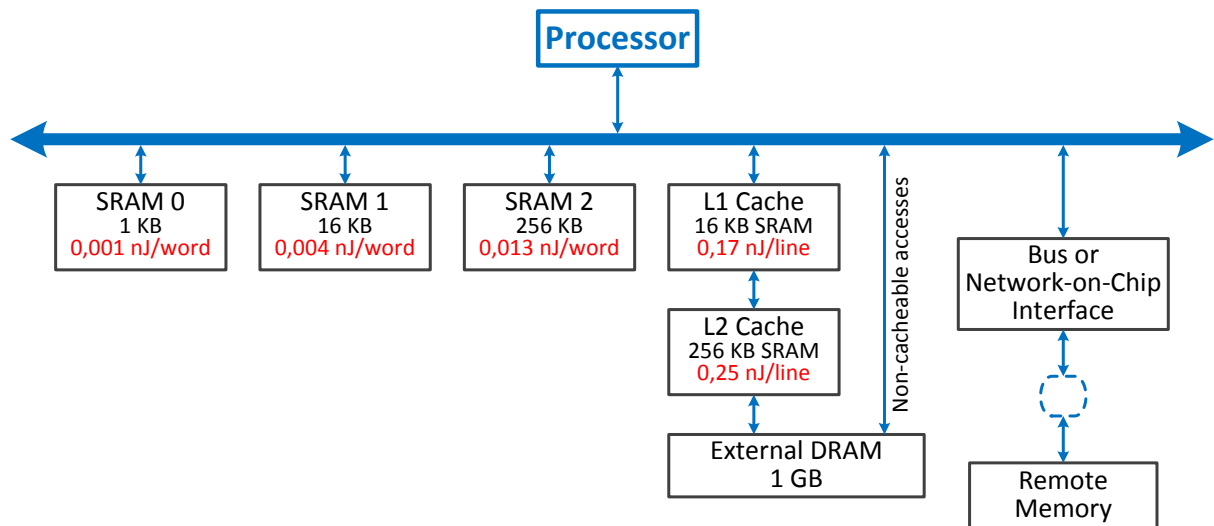 Processor
SRAM 0
1 KB
0,001 nJ/word
SRAM 1
16 KB
0,004 nJ/word
SRAM 2
256 KB
0,013 nJ/word
L1 Cache
16 KB SRAM
0,17 nJ/line
L2 Cache
256 KB SRAM
0,25 nJ/line
Non-cacheable accesses
External DRAM
1 GB
Bus or
Network-on-Chip
Interface
Remote
Memory